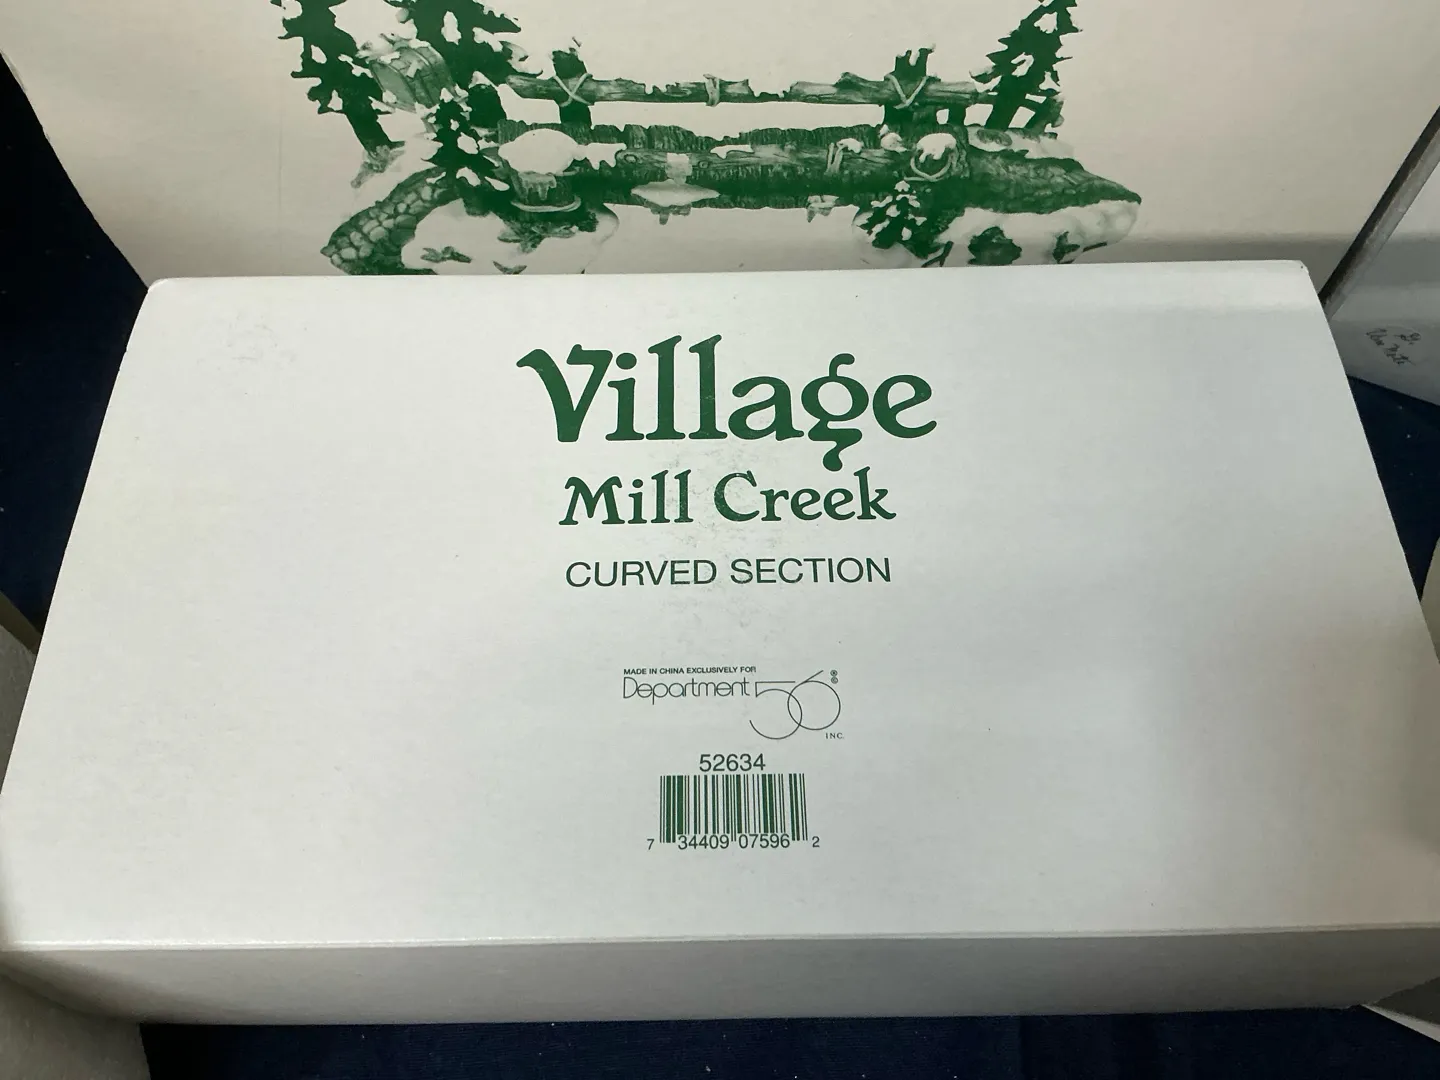 Village
Mill Creek
CURVED SECTION
MADE IN CHINA EXCLUSIVELY FOR
Department 56 ® ©
INC.
52634
7 34409 07596 2